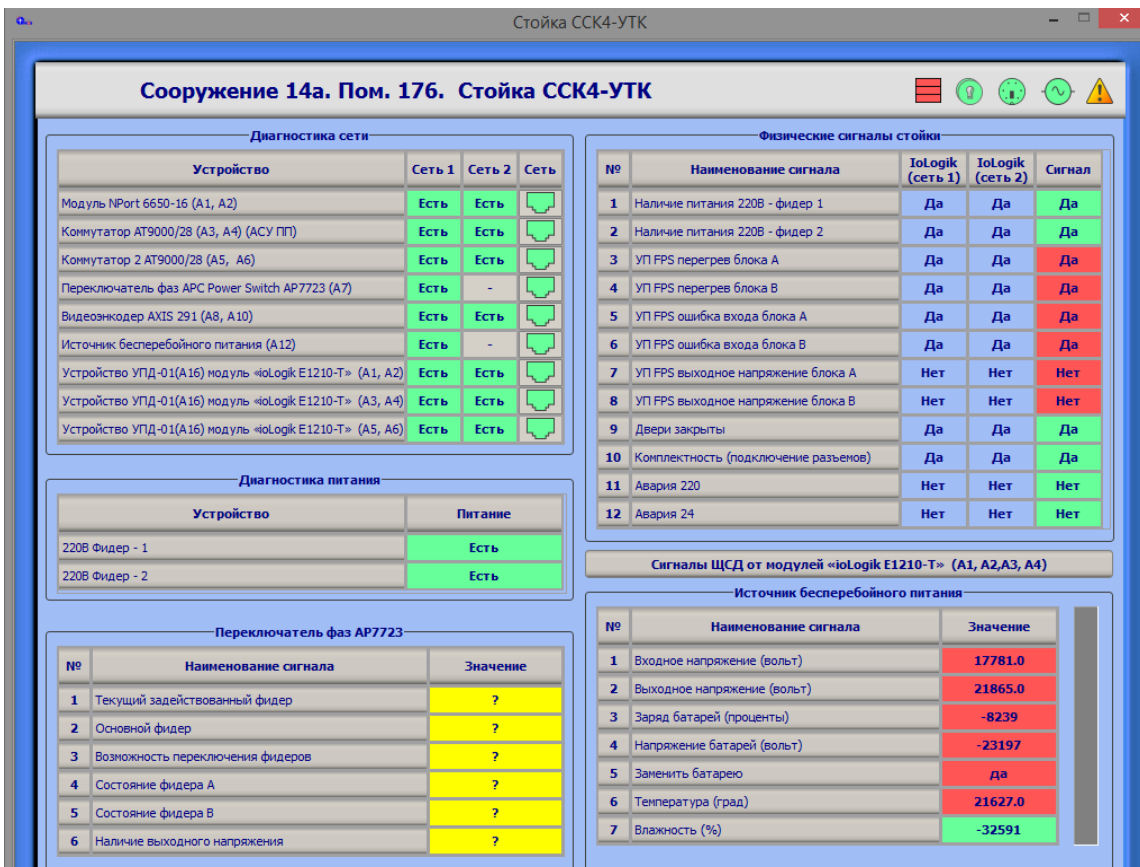 Стойка ССК4-УТК
Сооружение 14а. Пом. 176. Стойка ССК4-УТК
Диагностика сети
Устройство Сеть 1 Сеть 2 Сеть
Модуль NPort 6650-16 (A1, A2) Есть Есть
Коммутатор AT9000/28 (A3, A4) (АСУ ПП) Есть Есть
Коммутатор 2 AT9000/28 (A5, A6) Есть Есть
Переключатель фаз APC Power Switch AP7723 (A7) Есть -
Видеоэнкодер AXIS 291 (A8, A10) Есть Есть
Источник бесперебойного питания (A12) Есть -
Устройство УПД-01(A16) модуль «ioLogik E1210-T» (A1, A2) Есть Есть
Устройство УПД-01(A16) модуль «ioLogik E1210-T» (A3, A4) Есть Есть
Устройство УПД-01(A16) модуль «ioLogik E1210-T» (A5, A6) Есть Есть
Диагностика питания
Устройство Питание
220В Фидер - 1 Есть
220В Фидер - 2 Есть
Переключатель фаз AP7723
№ Наименование сигнала Значение
1 Текущий задействованный фидер ?
2 Основной фидер ?
3 Возможность переключения фидеров ?
4 Состояние фидера А ?
5 Состояние фидера В ?
6 Наличие выходного напряжения ?
Физические сигналы стойки
№ Наименование сигнала IoLogik (сеть 1) IoLogik (сеть 2) Сигнал
1 Наличие питания 220В - фидер 1 Да Да Да
2 Наличие питания 220В - фидер 2 Да Да Да
3 УП FPS перегрев блока А Да Да Да
4 УП FPS перегрев блока В Да Да Да
5 УП FPS ошибка входа блока А Да Да Да
6 УП FPS ошибка входа блока В Да Да Да
7 УП FPS выходное напряжение блока А Нет Нет Нет
8 УП FPS выходное напряжение блока В Нет Нет Нет
9 Двери закрыты Да Да Да
10 Комплектность (подключение разъемов) Да Да Да
11 Авария 220 Нет Нет Нет
12 Авария 24 Нет Нет Нет
Сигналы ЩСД от модулей «ioLogik E1210-T» (A1, A2,A3, A4)
Источник бесперебойного питания
№ Наименование сигнала Значение
1 Входное напряжение (вольт) 17781.0
2 Выходное напряжение (вольт) 21865.0
3 Заряд батарей (проценты) -8239
4 Напряжение батарей (вольт) -23197
5 Заменить батарею да
6 Температура (град) 21627.0
7 Влажность (%) -32591